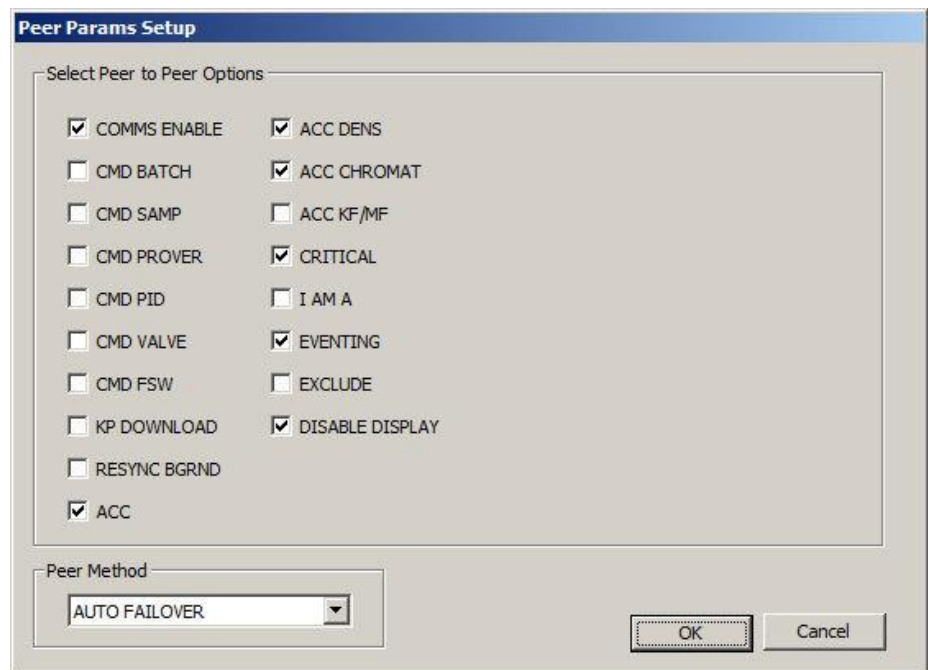 Peer Params Setup
Select Peer to Peer Options
COMMS ENABLE
CMD BATCH
CMD SAMP
CMD PROVER
CMD PID
CMD VALVE
CMD FSW
KP DOWNLOAD
RESYNC BGRND
ACC
ACC DENS
ACC CHROMAT
ACC KF/MF
CRITICAL
I AM A
EVENTING
EXCLUDE
DISABLE DISPLAY
Peer Method
AUTO FAILOVER
OK
Cancel